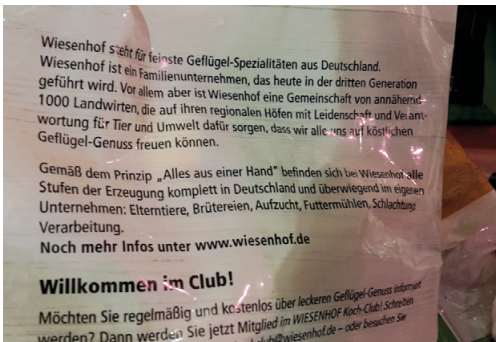 Wiesenhof steht für feinste Geflügel-Spezialitäten aus Deutschland.
Wiesenhof ist ein Familienunternehmen, das heute in der dritten Generation
geführt wird. Vor allem aber ist Wiesenhof eine Gemeinschaft von annähernd
1000 Landwirten, die auf ihren regionalen Höfen mit Leidenschaft und Verant-
wortung für Tier und Umwelt dafür sorgen, dass wir alle uns auf köstlichen
Geflügel-Genuss freuen können.
Gemäß dem Prinzip „Alles aus einer Hand" befinden sich bei Wiesenhof alle
Stufen der Erzeugung komplett in Deutschland und überwiegend im eigenen
Unternehmen: Elterntiere, Brütereien, Aufzucht, Futtermühlen, Schlachtung
Verarbeitung.
Noch mehr Infos unter www.wiesenhof.de
Willkommen im Club!
Möchten Sie regelmäßig und kostenlos über leckeren Geflügel-Genuss informiert
werden? Dann werden Sie jetzt Mitglied im WIESENHOF Koch-Club! Schreiben
club@wiesenhof.de – oder besuchen Sie